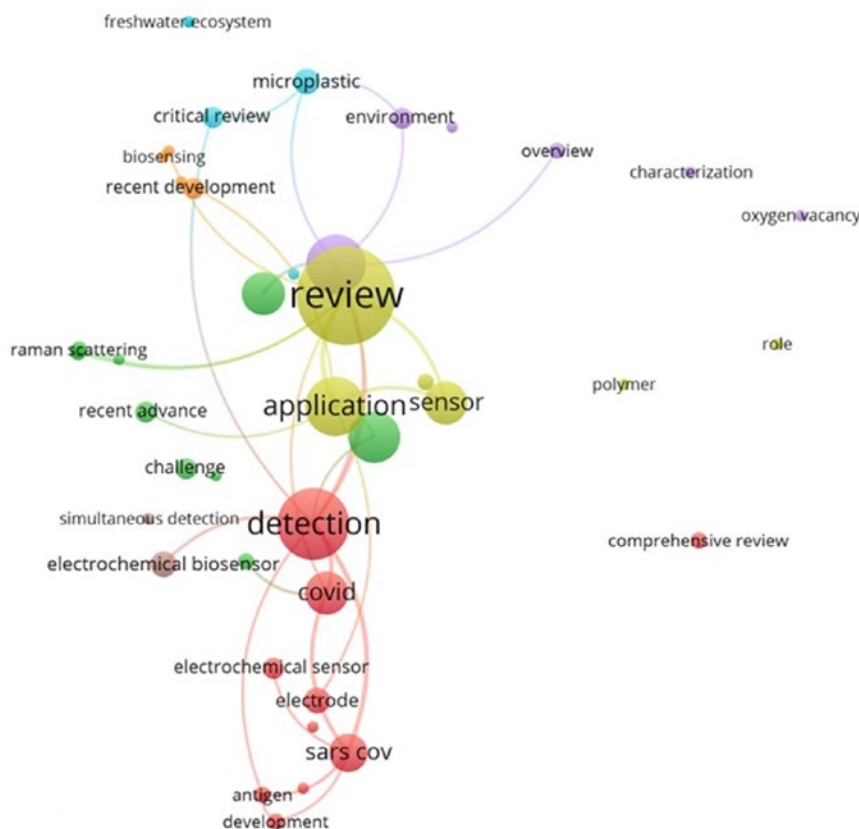 freshwater ecosystem
microplastic
critical review
environment
biosensing
overview
recent development
characterization
oxygen vacancy
review
raman scattering
role
polymer
recent advance
application
sensor
challenge
simultaneous detection
detection
comprehensive review
electrochemical biosensor
covid
electrochemical sensor
electrode
sars cov
antigen
development